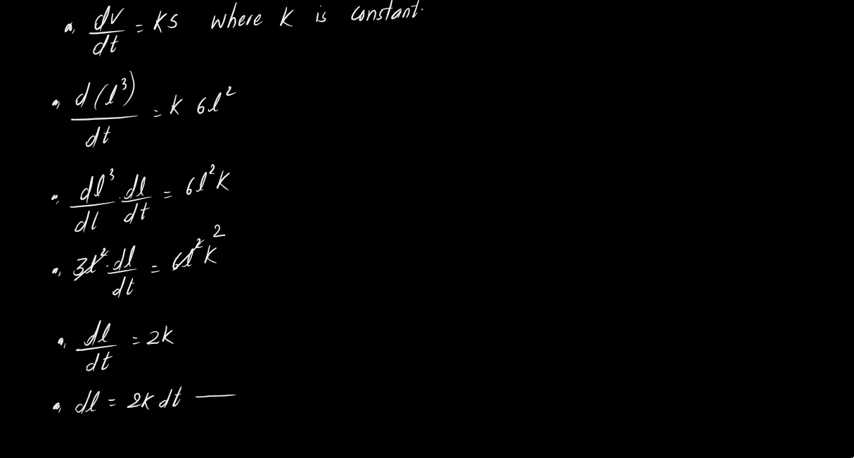 ∴ dv/dt = KS where K is constant.
∴ d(l³)/dt = K 6l²
∴ dl³/dl · dl/dt = 6l²K
∴ 3l² · dl/dt = 6l²K 2
∴ dl/dt = 2K
∴ dl = 2K dt —